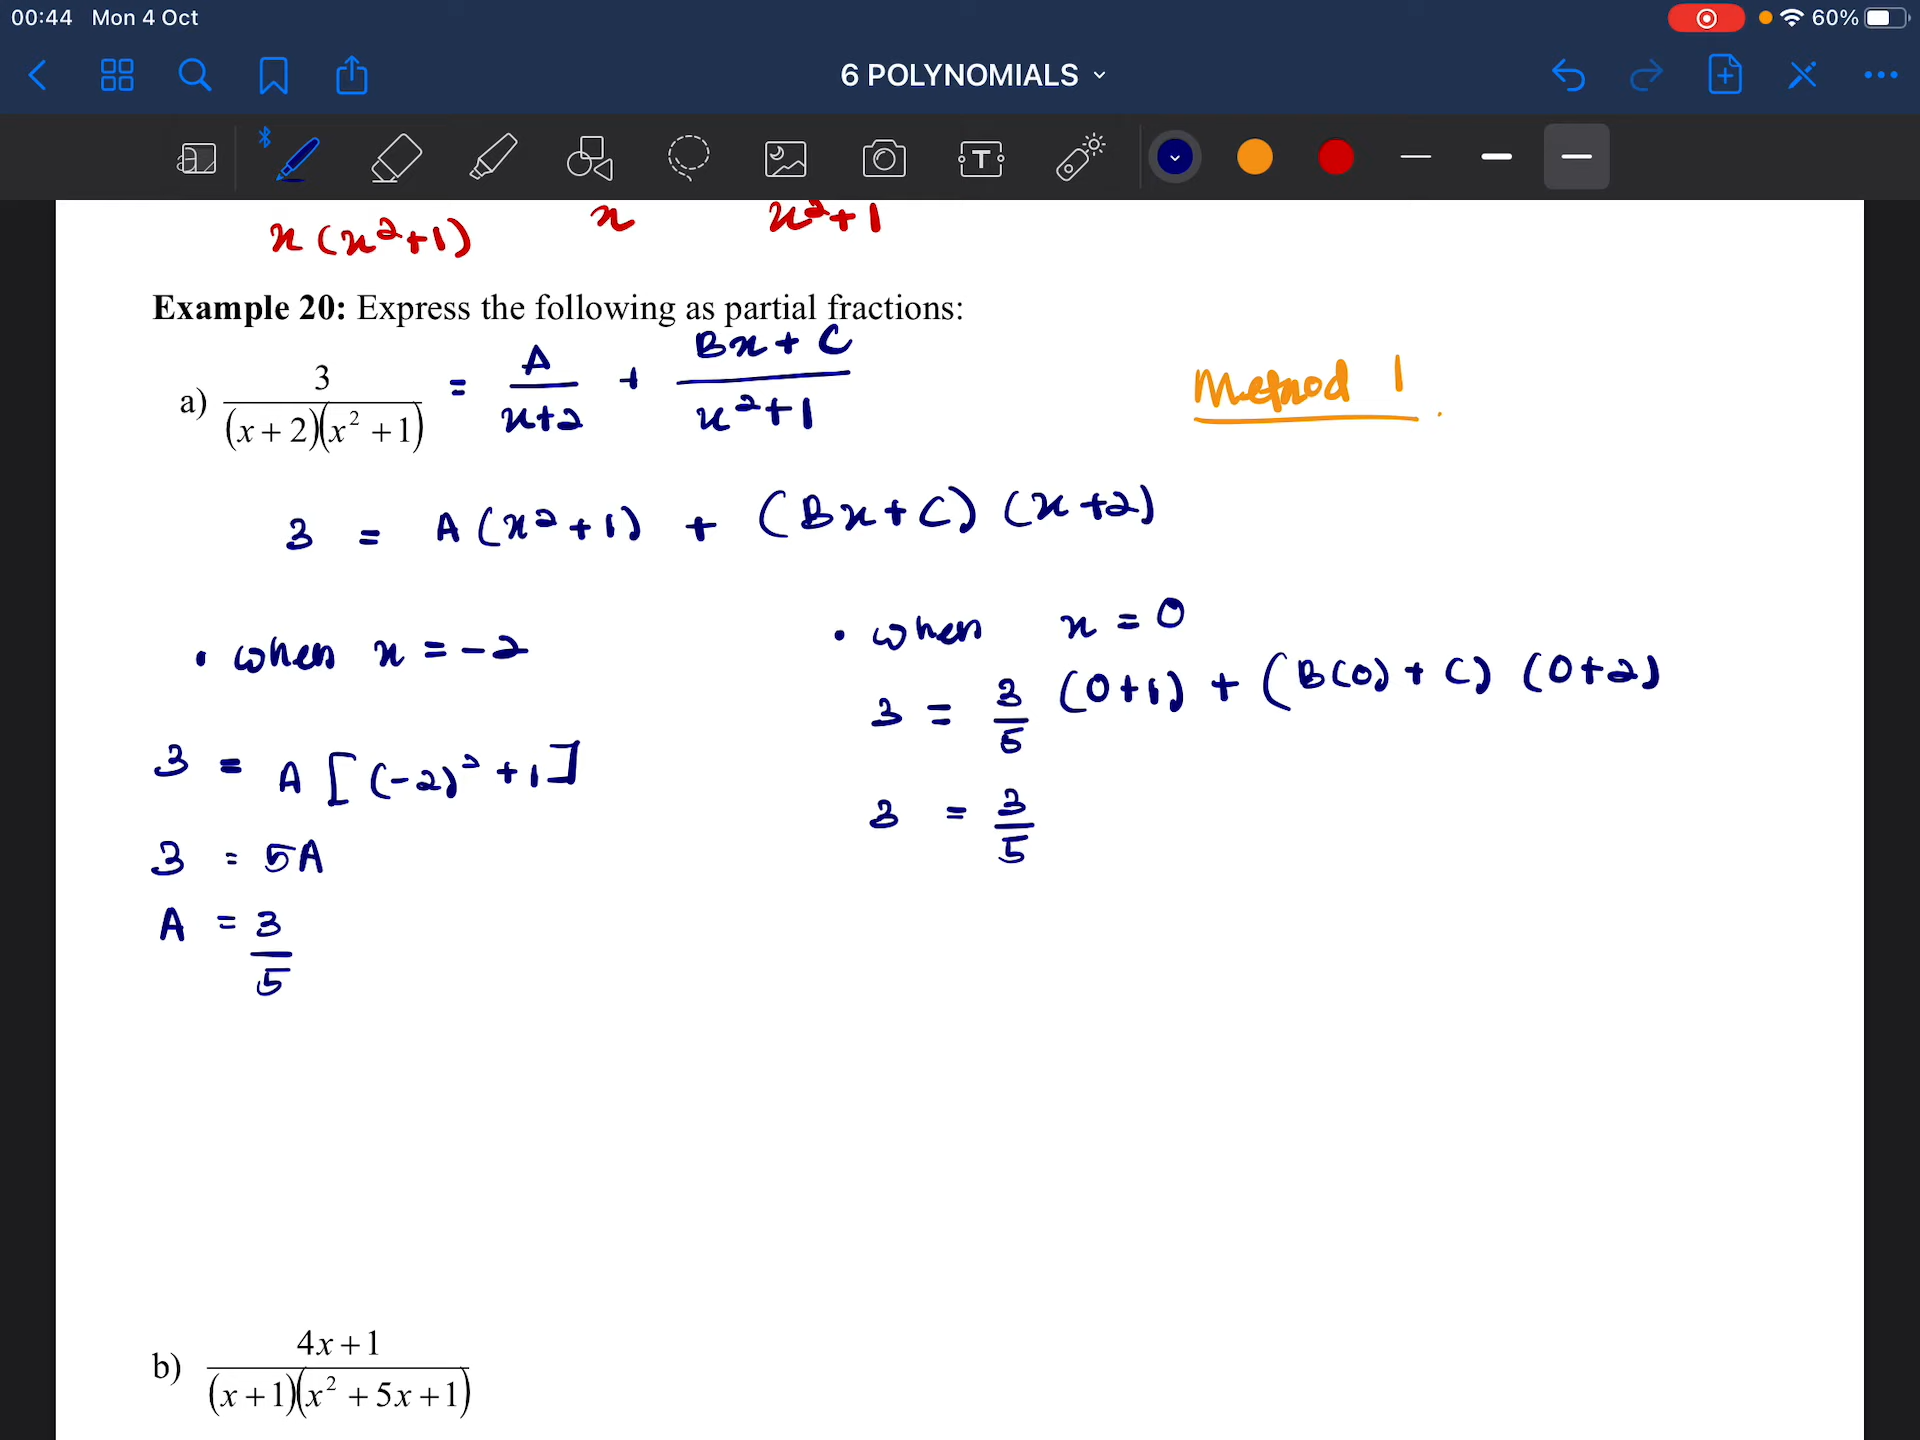 00:44 Mon 4 Oct 60%
6 POLYNOMIALS
x(x²+1) x x²+1
Example 20: Express the following as partial fractions:
a) 3/((x+2)(x²+1)) = A/(x+2) + (Bx+C)/(x²+1)
Method 1
3 = A(x²+1) + (Bx+C)(x+2)
• when x = -2
3 = A[(-2)²+1]
3 = 5A
A = 3/5
• when x = 0
3 = 3/5 (0+1) + (B(0)+C)(0+2)
3 = 3/5
b) (4x+1)/((x+1)(x²+5x+1))